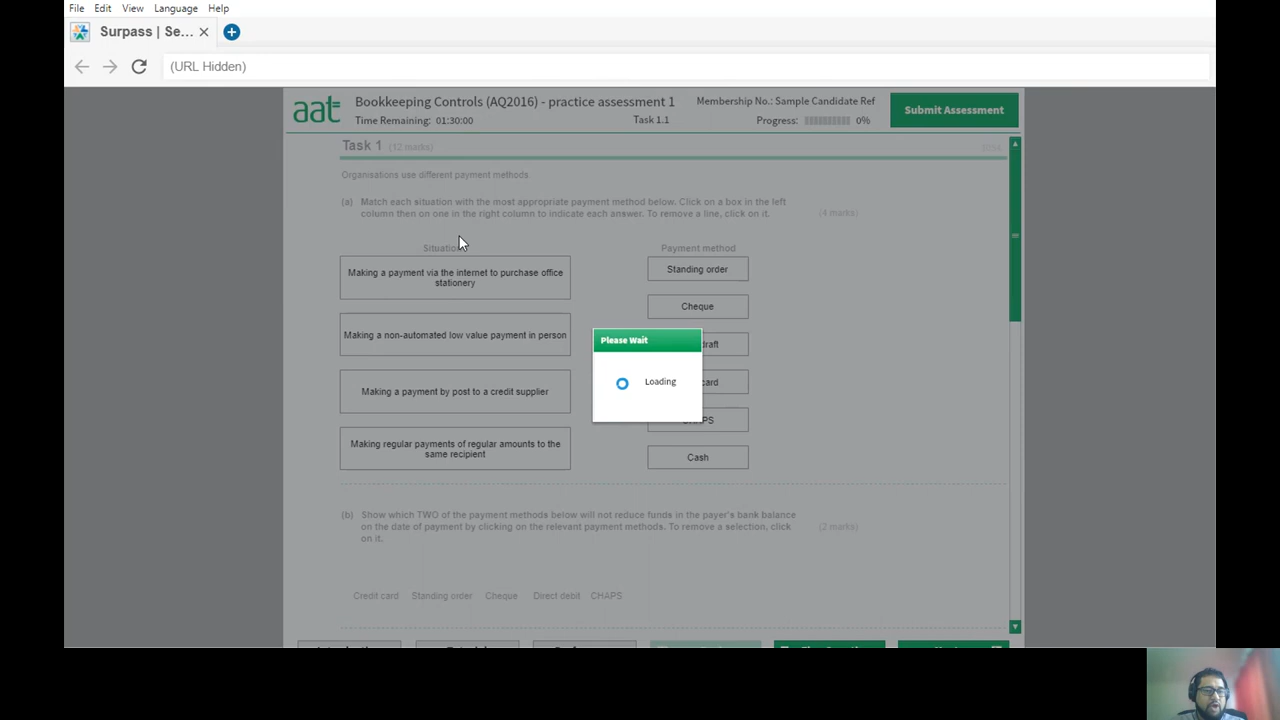 File Edit View Language Help
Surpass | Se...
(URL Hidden)
aat
Bookkeeping Controls (AQ2016) - practice assessment 1
Membership No.: Sample Candidate Ref
Submit Assessment
Time Remaining: 01:30:00
Task 1.1
Progress: 0%
Task 1 (12 marks)
Organisations use different payment methods.
(a) Match each situation with the most appropriate payment method below. Click on a box in the left
column then on one in the right column to indicate each answer. To remove a line, click on it.
(4 marks)
Situation
Payment method
Making a payment via the internet to purchase office
stationery
Standing order
Cheque
Making a non-automated low value payment in person
draft
Please Wait
Loading
card
Making a payment by post to a credit supplier
Making regular payments of regular amounts to the
same recipient
Cash
(b) Show which TWO of the payment methods below will not reduce funds in the payer's bank balance
on the date of payment by clicking on the relevant payment methods. To remove a selection, click
on it.
(2 marks)
Credit card Standing order Cheque Direct debit CHAPS